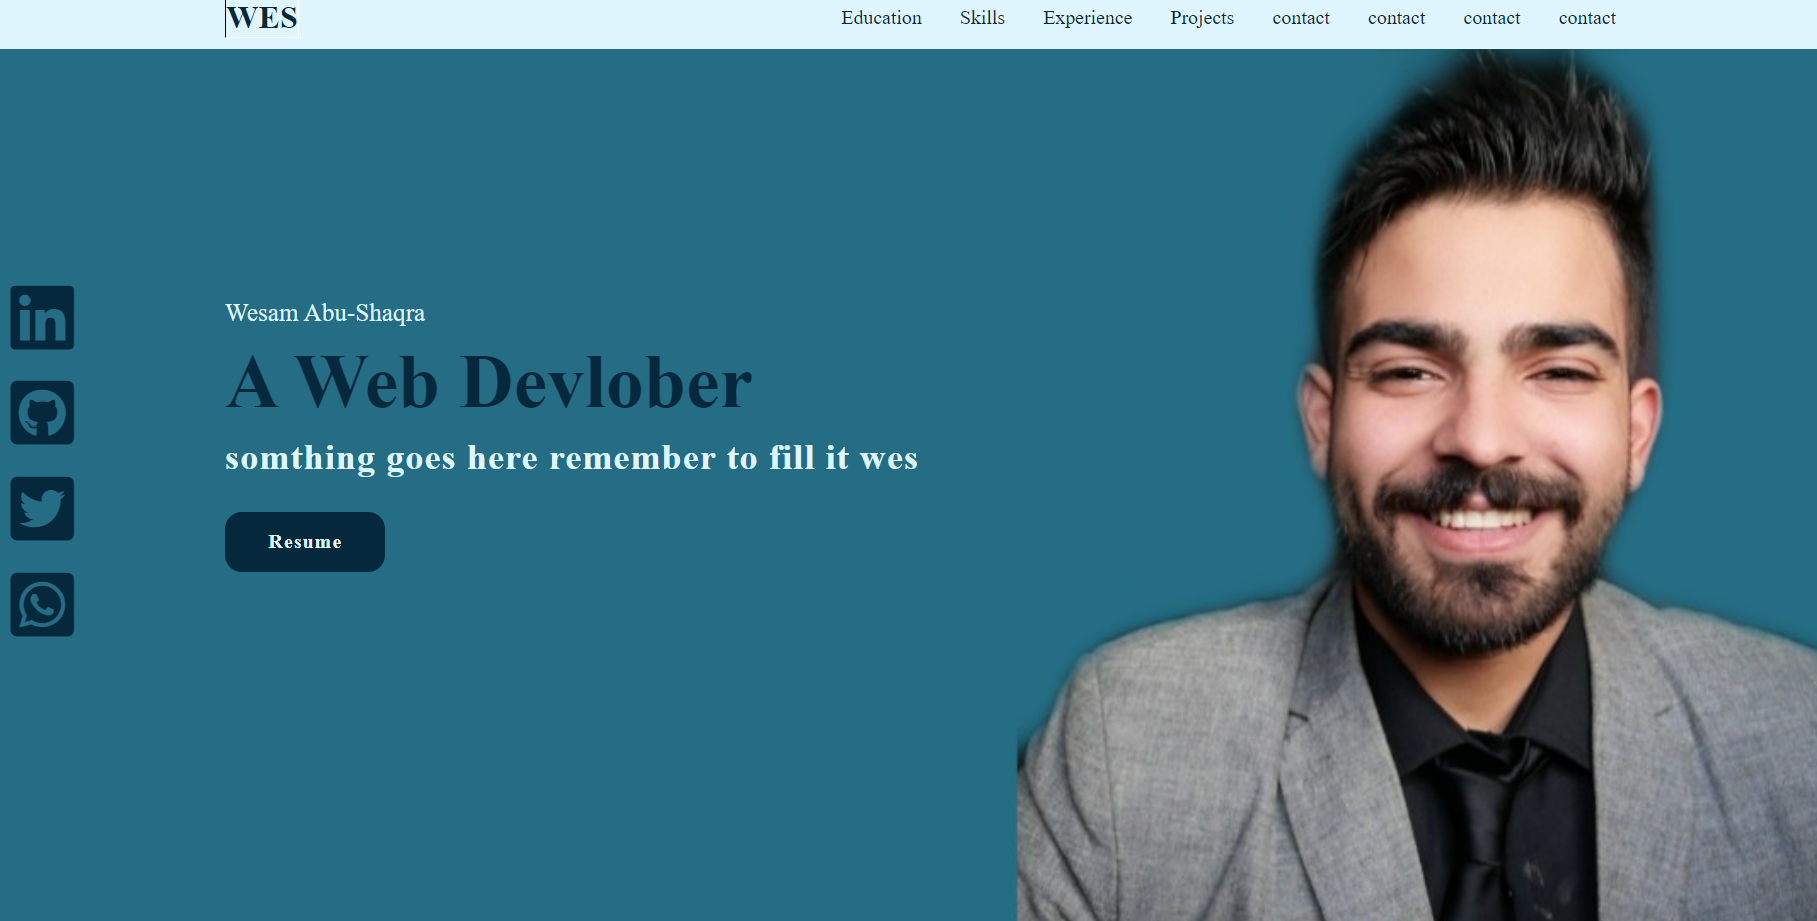 WES Education Skills Experience Projects contact contact contact contact
Wesam Abu-Shaqra
A Web Devlober
somthing goes here remember to fill it wes
Resume